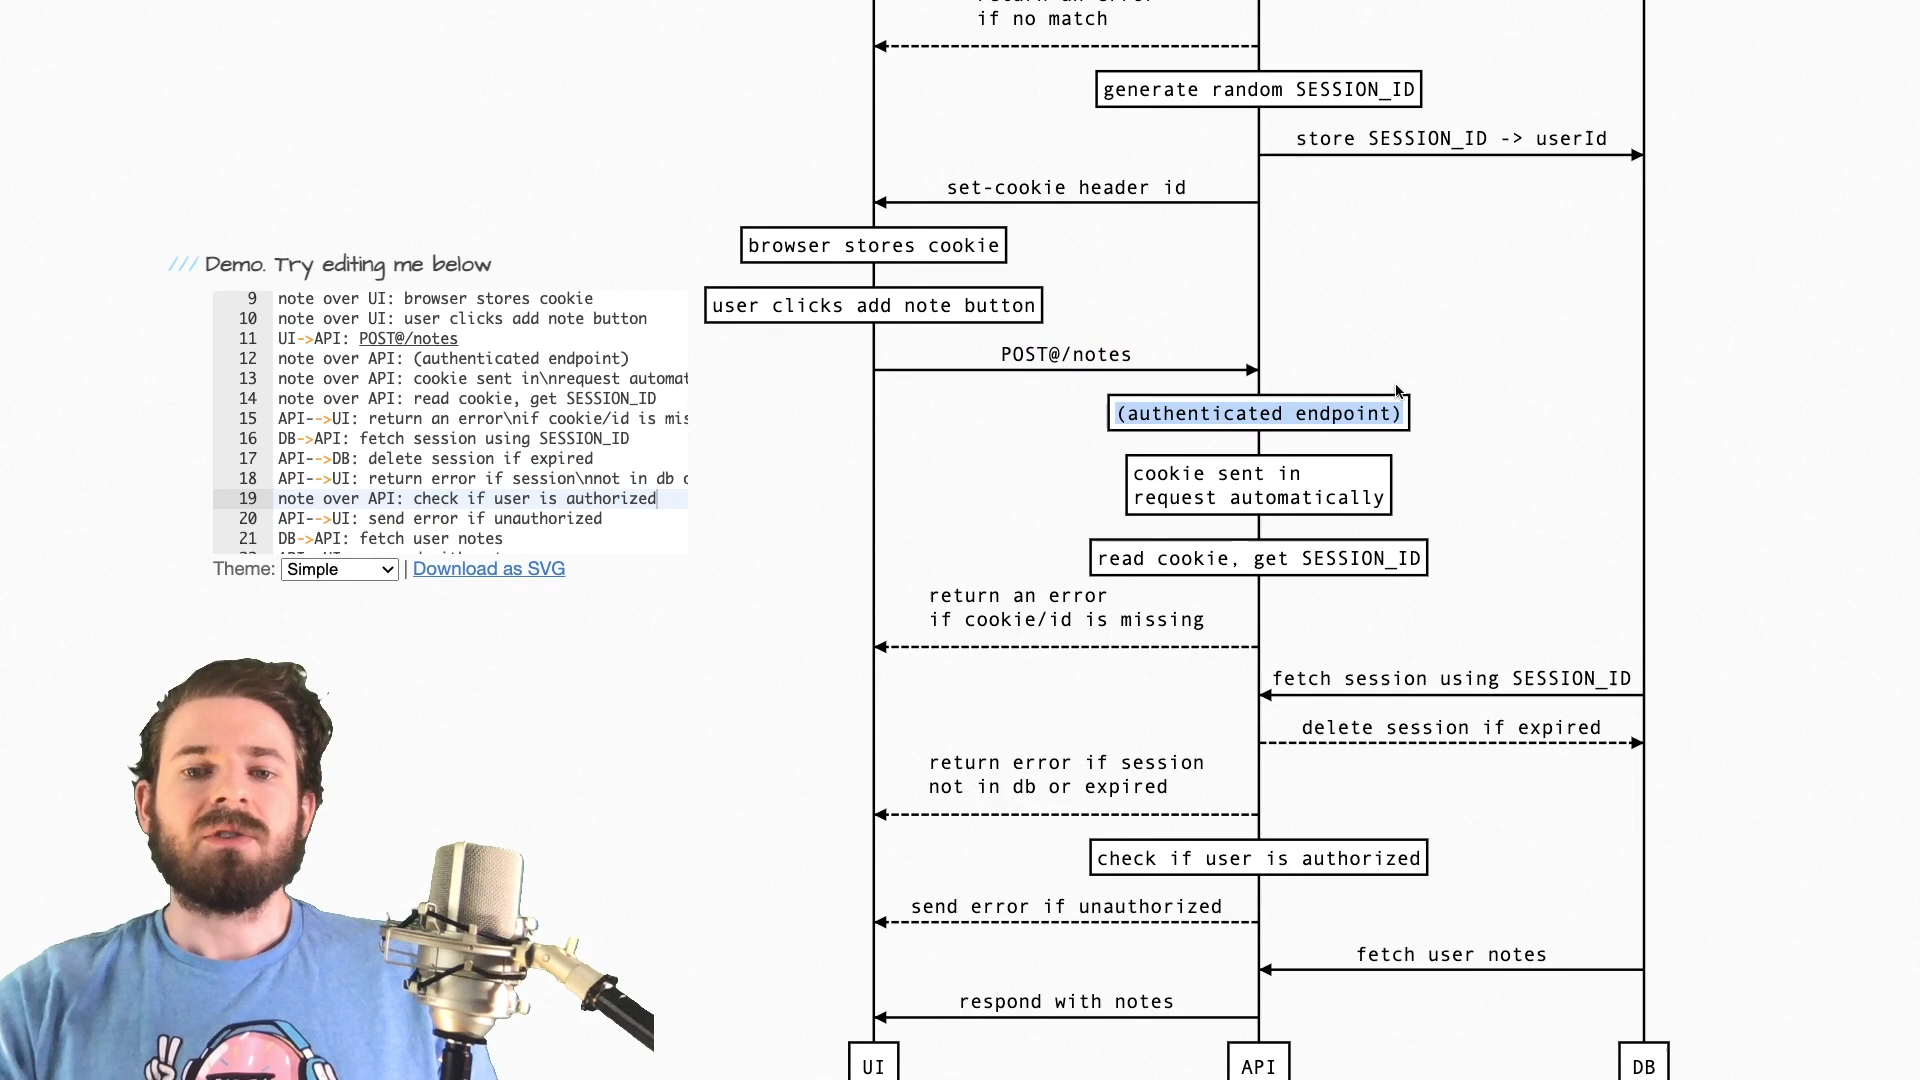 return an error
if no match
generate random SESSION_ID
store SESSION_ID -> userId
set-cookie header id
browser stores cookie
user clicks add note button
POST@/notes
(authenticated endpoint)
cookie sent in
request automatically
read cookie, get SESSION_ID
return an error
if cookie/id is missing
fetch session using SESSION_ID
delete session if expired
return error if session
not in db or expired
check if user is authorized
send error if unauthorized
fetch user notes
respond with notes
UI
API
DB
/// Demo. Try editing me below
9 note over UI: browser stores cookie
10 note over UI: user clicks add note button
11 UI->API: POST@/notes
12 note over API: (authenticated endpoint)
13 note over API: cookie sent in\nrequest automat
14 note over API: read cookie, get SESSION_ID
15 API-->UI: return an error\nif cookie/id is mis
16 DB->API: fetch session using SESSION_ID
17 API-->DB: delete session if expired
18 API-->UI: return error if session\nnot in db o
19 note over API: check if user is authorized
20 API-->UI: send error if unauthorized
21 DB->API: fetch user notes
Theme: Simple | Download as SVG